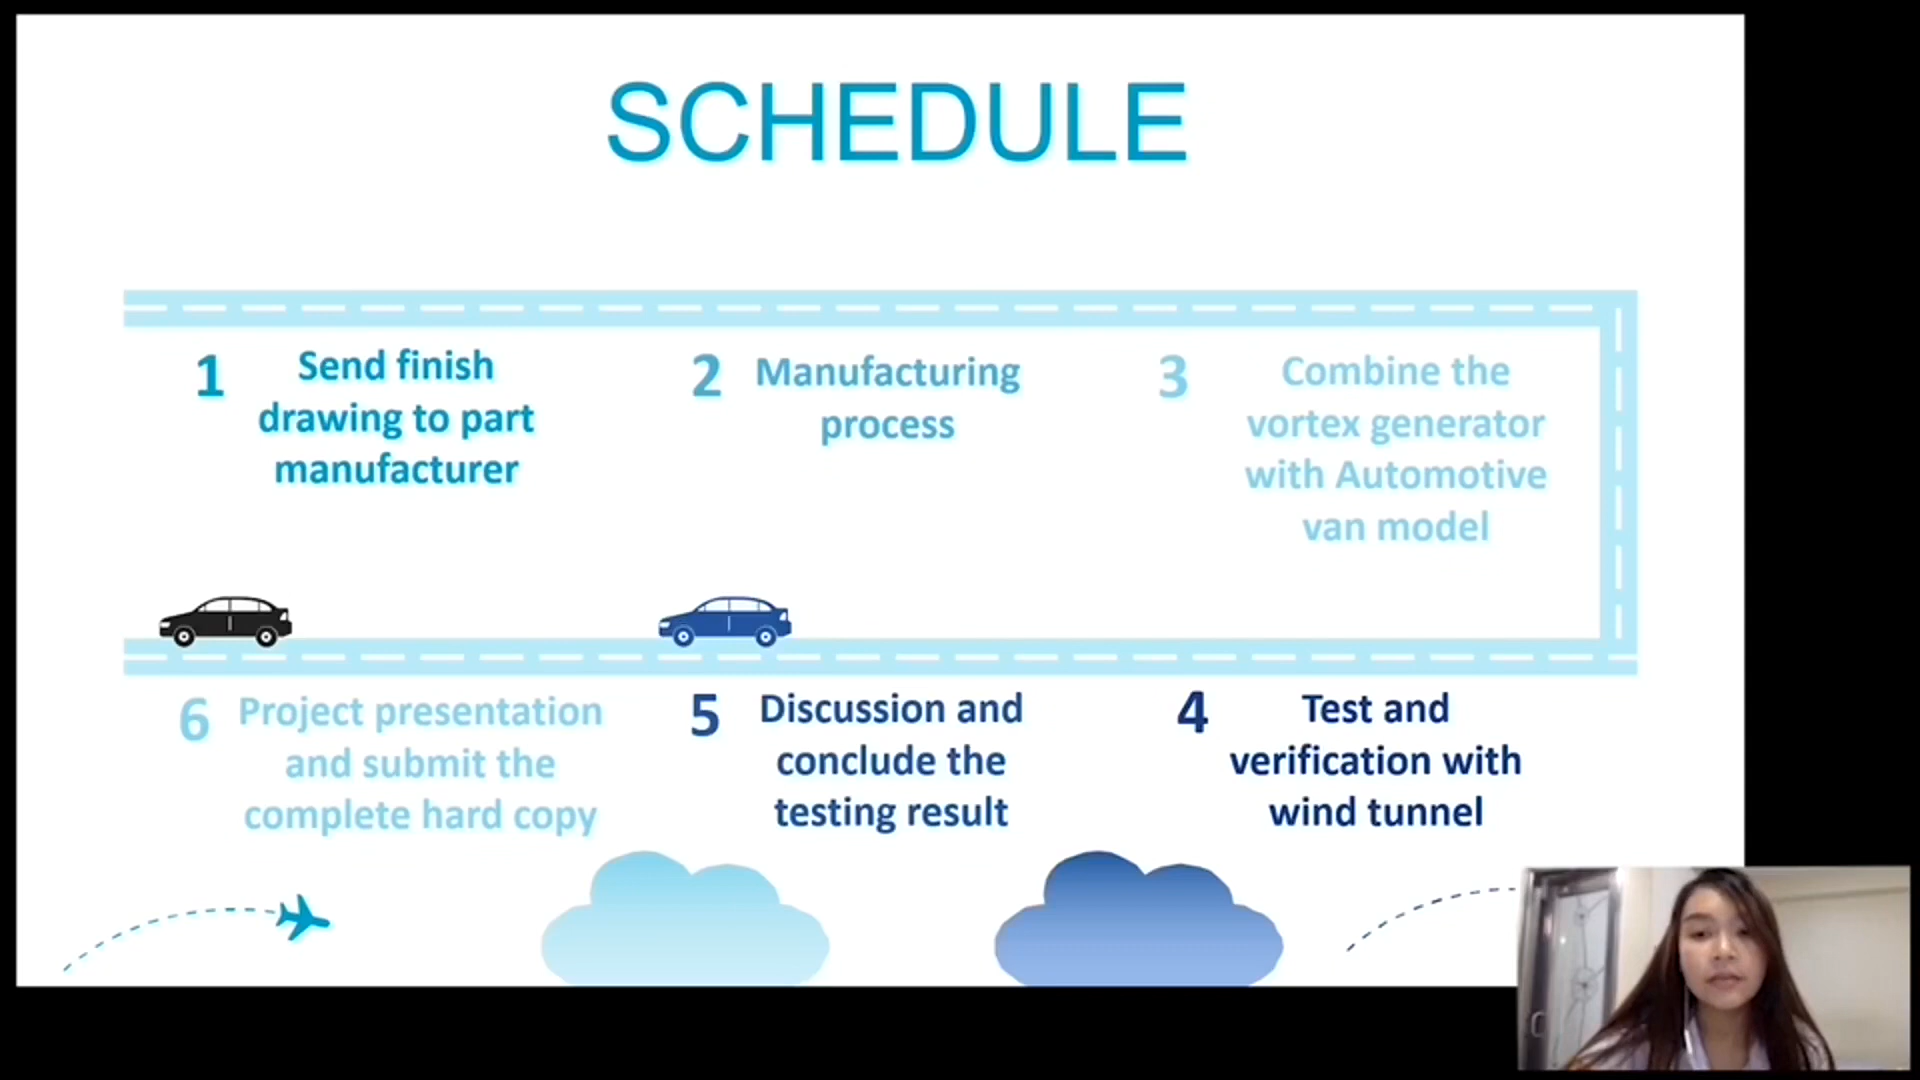 SCHEDULE
1
Send finish
drawing to part
manufacturer
2
Manufacturing
process
3
Combine the
vortex generator
with Automotive
van model
4
Test and
verification with
wind tunnel
5
Discussion and
conclude the
testing result
6
Project presentation
and submit the
complete hard copy